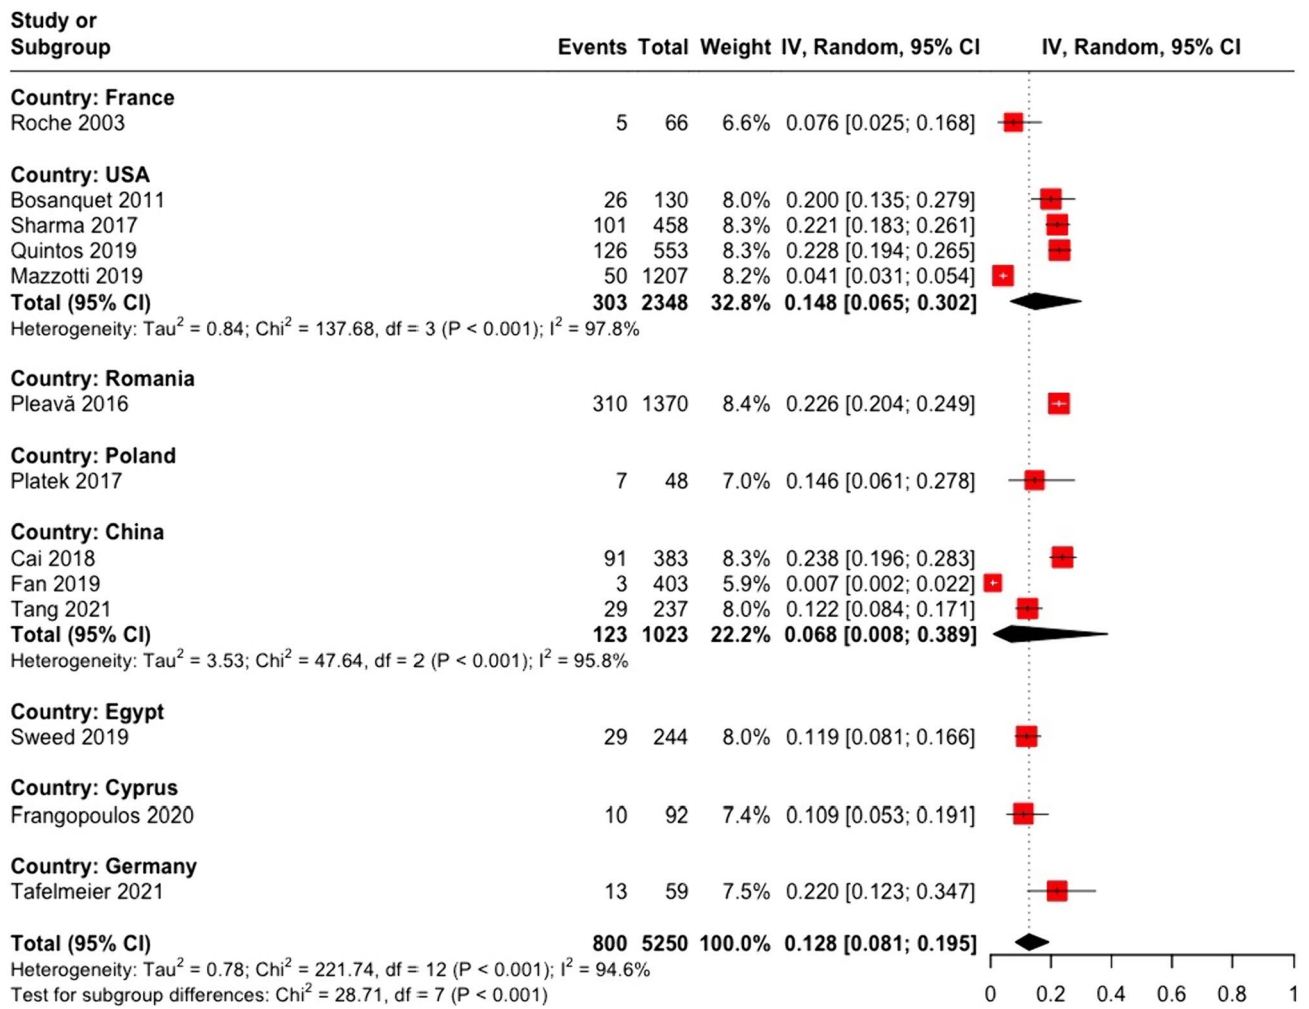 Study or
Subgroup Events Total Weight IV, Random, 95% CI IV, Random, 95% CI
Country: France
Roche 2003 5 66 6.6% 0.076 [0.025; 0.168]
Country: USA
Bosanquet 2011 26 130 8.0% 0.200 [0.135; 0.279]
Sharma 2017 101 458 8.3% 0.221 [0.183; 0.261]
Quintos 2019 126 553 8.3% 0.228 [0.194; 0.265]
Mazzotti 2019 50 1207 8.2% 0.041 [0.031; 0.054]
Total (95% CI) 303 2348 32.8% 0.148 [0.065; 0.302]
Heterogeneity: Tau² = 0.84; Chi² = 137.68, df = 3 (P < 0.001); I² = 97.8%
Country: Romania
Pleavă 2016 310 1370 8.4% 0.226 [0.204; 0.249]
Country: Poland
Platek 2017 7 48 7.0% 0.146 [0.061; 0.278]
Country: China
Cai 2018 91 383 8.3% 0.238 [0.196; 0.283]
Fan 2019 3 403 5.9% 0.007 [0.002; 0.022]
Tang 2021 29 237 8.0% 0.122 [0.084; 0.171]
Total (95% CI) 123 1023 22.2% 0.068 [0.008; 0.389]
Heterogeneity: Tau² = 3.53; Chi² = 47.64, df = 2 (P < 0.001); I² = 95.8%
Country: Egypt
Sweed 2019 29 244 8.0% 0.119 [0.081; 0.166]
Country: Cyprus
Frangopoulos 2020 10 92 7.4% 0.109 [0.053; 0.191]
Country: Germany
Tafelmeier 2021 13 59 7.5% 0.220 [0.123; 0.347]
Total (95% CI) 800 5250 100.0% 0.128 [0.081; 0.195]
Heterogeneity: Tau² = 0.78; Chi² = 221.74, df = 12 (P < 0.001); I² = 94.6%
Test for subgroup differences: Chi² = 28.71, df = 7 (P < 0.001)
0 0.2 0.4 0.6 0.8 1